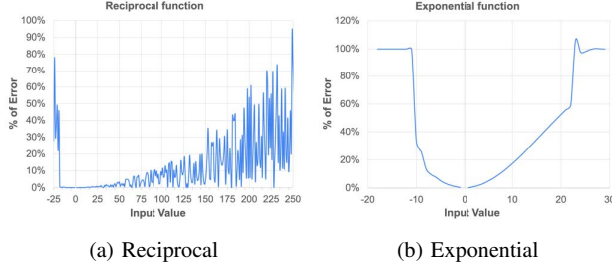 Reciprocal function
100%
90%
80%
70%
60%
50%
40%
30%
20%
10%
0%
% of Error
-25 0 25 50 75 100 125 150 175 200 225 250
Input Value
(a) Reciprocal
Exponential function
120%
100%
80%
60%
40%
20%
0%
% of Error
-20 -10 0 10 20 30
Input Value
(b) Exponential